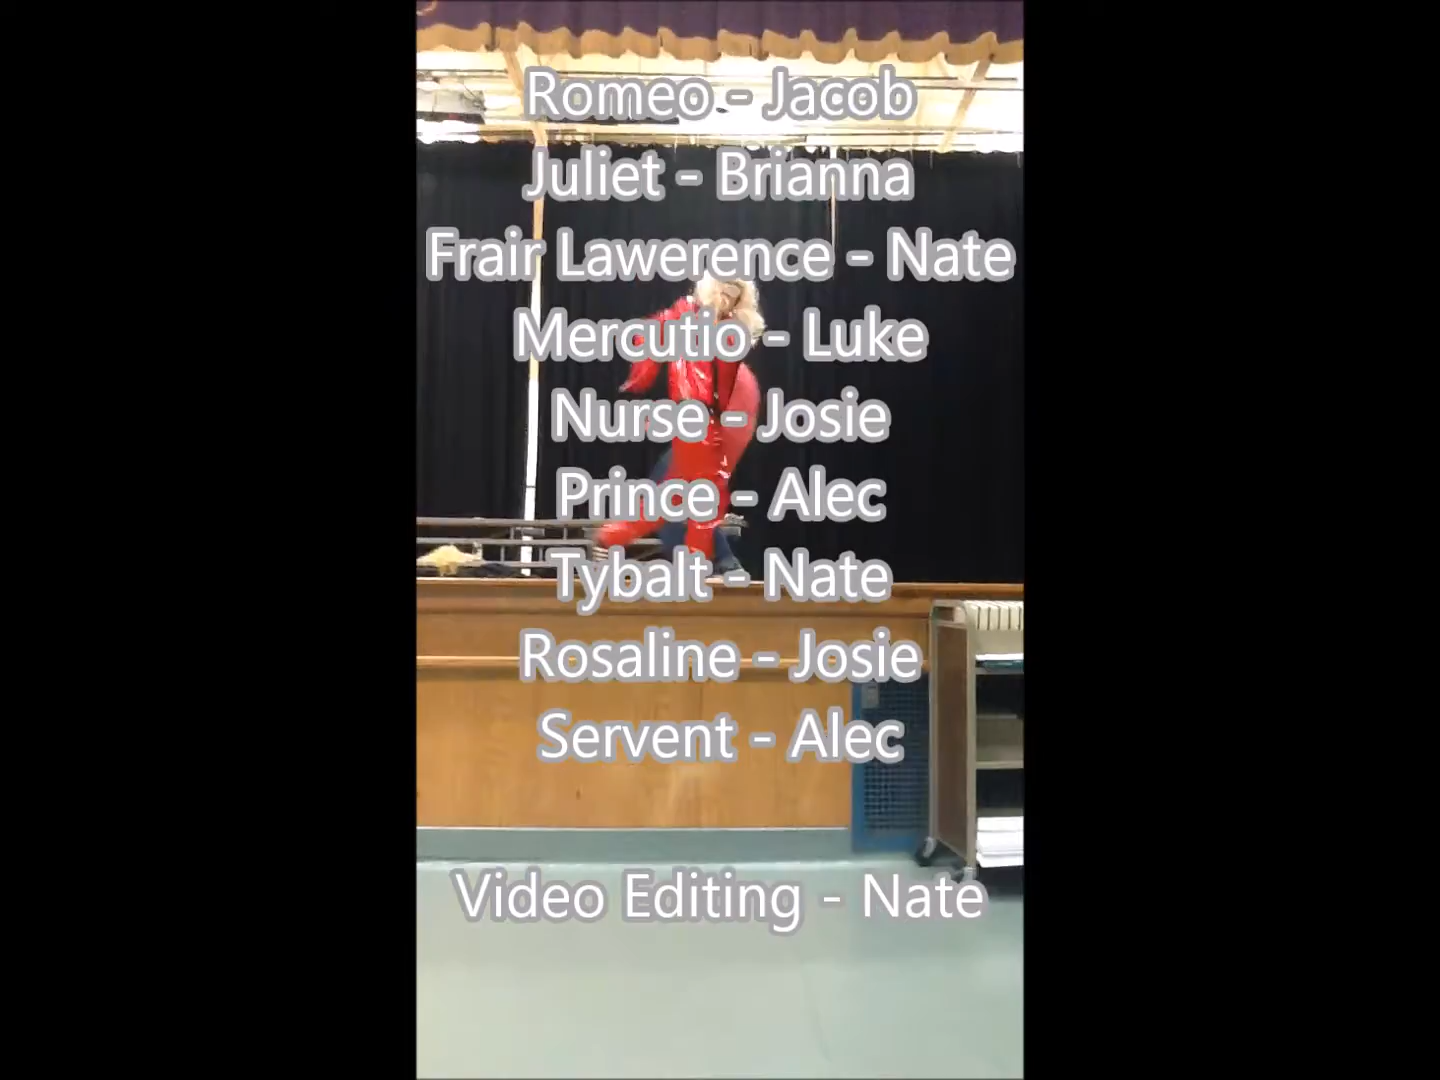 Romeo - Jacob
Juliet - Brianna
Frair Lawerence - Nate
Mercutio - Luke
Nurse - Josie
Prince - Alec
Tybalt - Nate
Rosaline - Josie
Servent - Alec
Video Editing - Nate